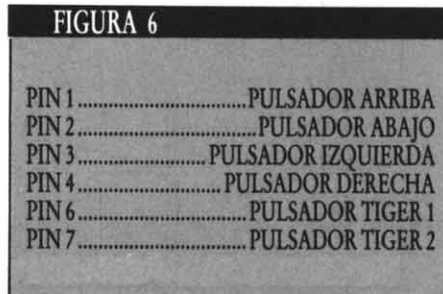 FIGURA 6
PIN 1 ............................ PULSADOR ARRIBA
PIN 2 .............................. PULSADOR ABAJO
PIN 3 ..................... PULSADOR IZQUIERDA
PIN 4 ........................ PULSADOR DERECHA
PIN 6 ............................ PULSADOR TIGER 1
PIN 7 ............................ PULSADOR TIGER 2